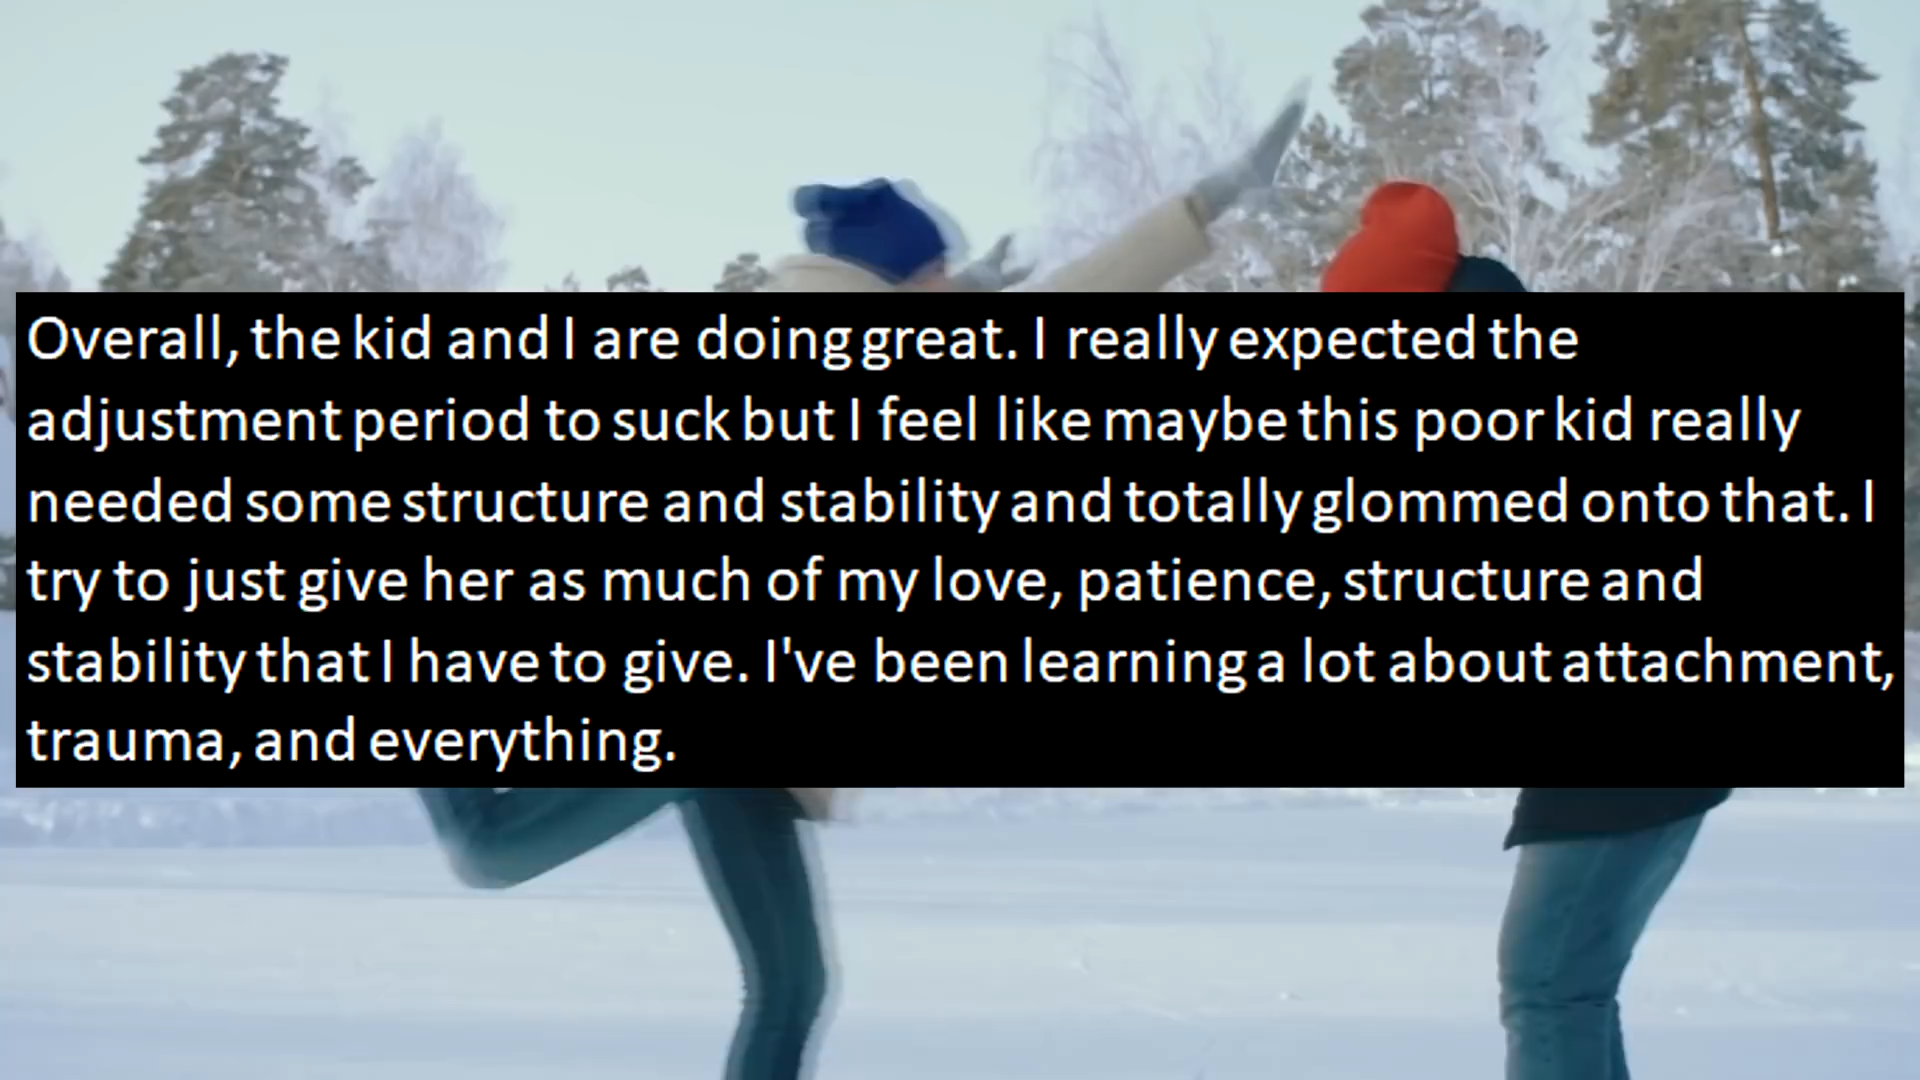 Overall, the kid and I are doing great. I really expected the
adjustment period to suck but I feel like maybe this poor kid really
needed some structure and stability and totally glommed onto that. I
try to just give her as much of my love, patience, structure and
stability that I have to give. I've been learning a lot about attachment,
trauma, and everything.